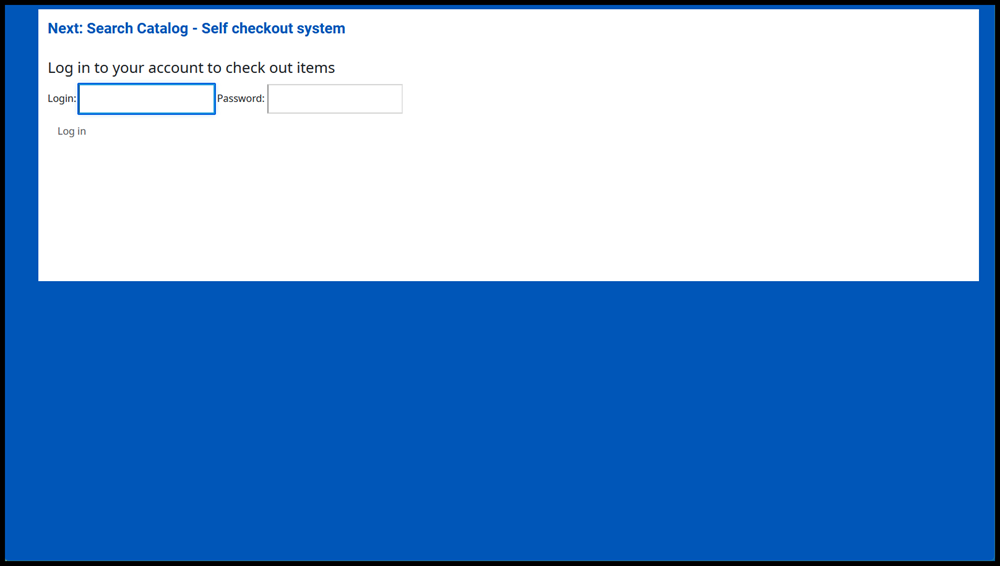 Next: Search Catalog - Self checkout system
Log in to your account to check out items
Login: Password:
Log in